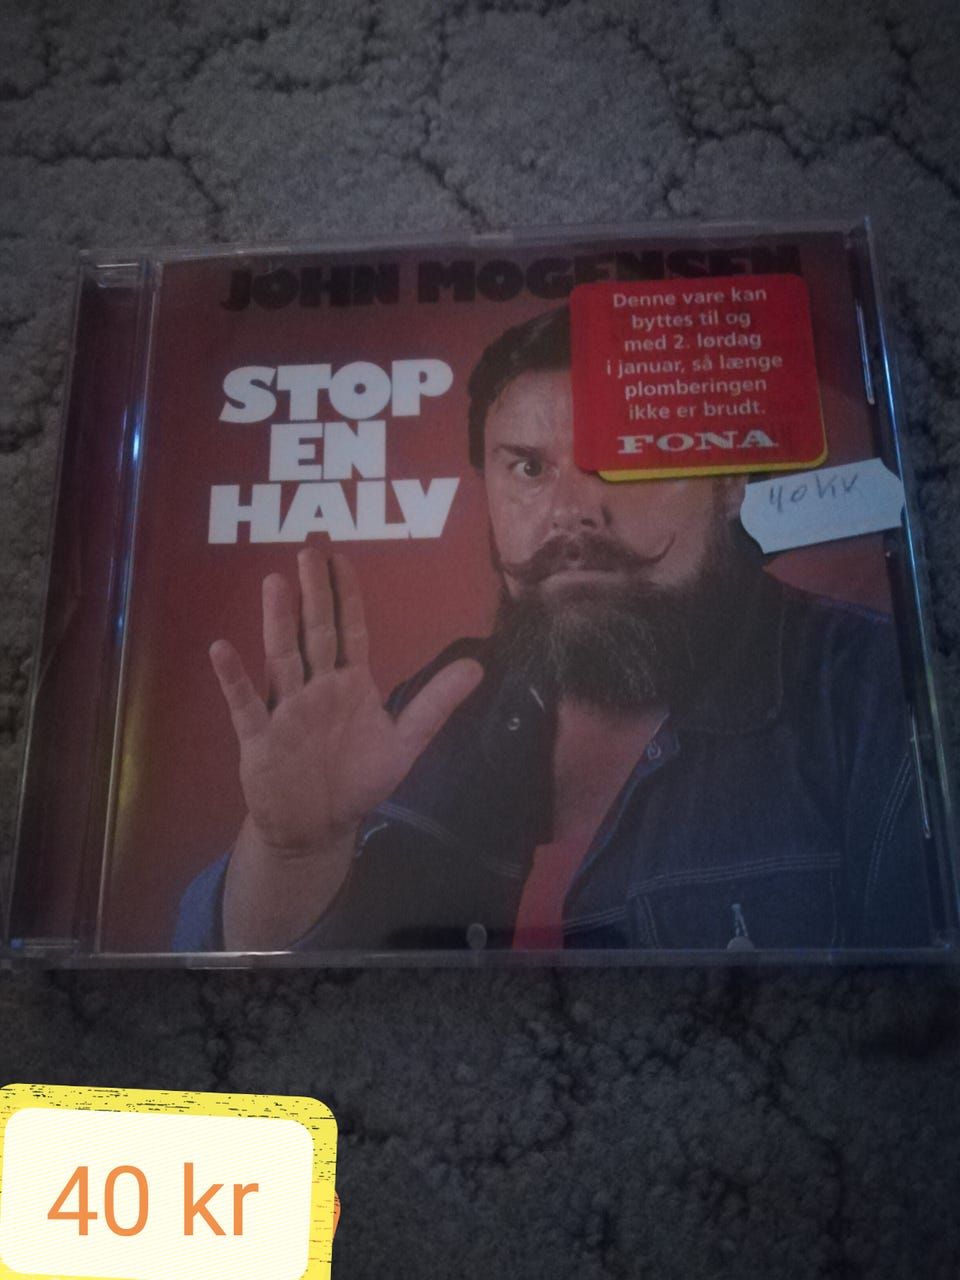 JOHN MOGENSEN
STOP
EN
HALV
Denne vare kan
byttes til og
med 2. lørdag
i januar, så længe
plomberingen
ikke er brudt.
FONA
40 kr
40 kr